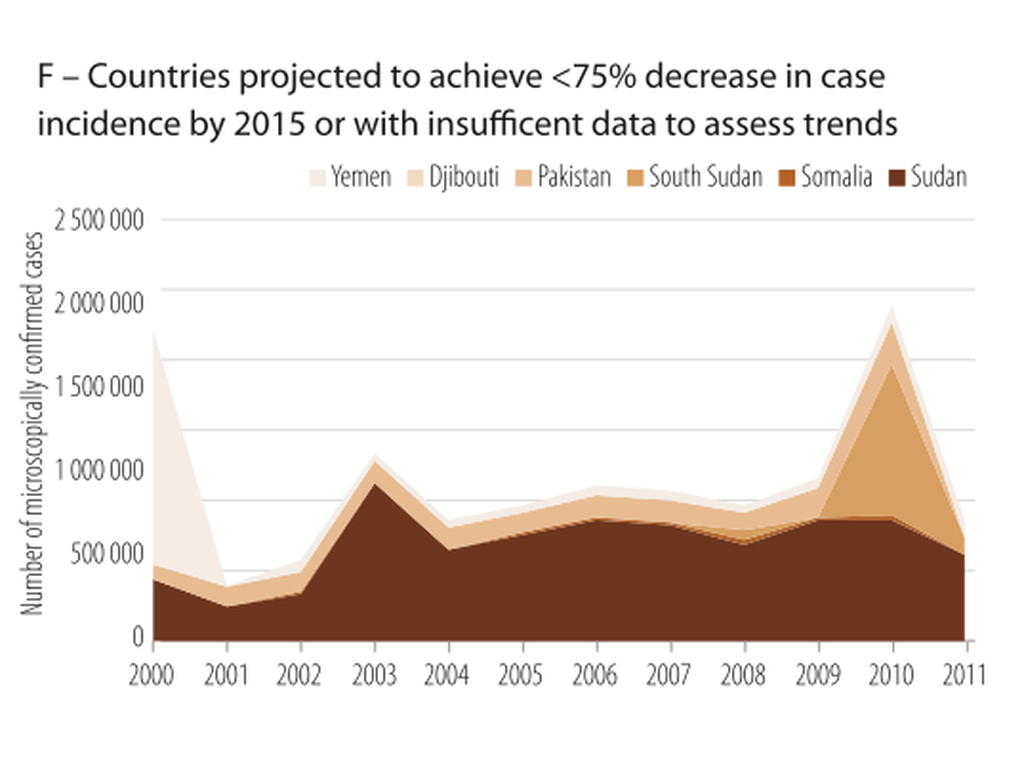 F – Countries projected to achieve <75% decrease in case
incidence by 2015 or with insufficent data to assess trends
Yemen Djibouti Pakistan South Sudan Somalia Sudan
Number of microscopically confirmed cases
2 500 000
2 000 000
1 500 000
1 000 000
500 000
0
2000 2001 2002 2003 2004 2005 2006 2007 2008 2009 2010 2011